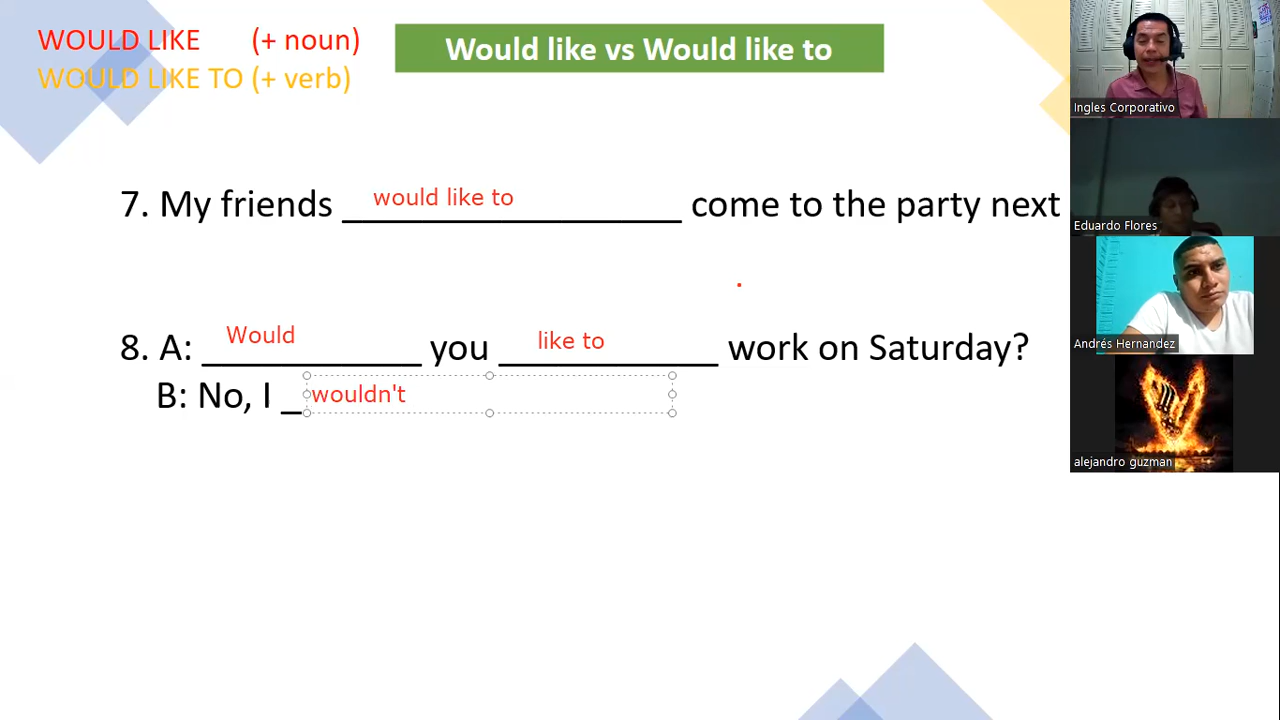 WOULD LIKE (+ noun)
WOULD LIKE TO (+ verb)
Would like vs Would like to
7. My friends would like to come to the party next
8. A: Would you like to work on Saturday?
B: No, I _ wouldn't
Ingles Corporativo
Eduardo Flores
Andrés Hernandez
alejandro guzman